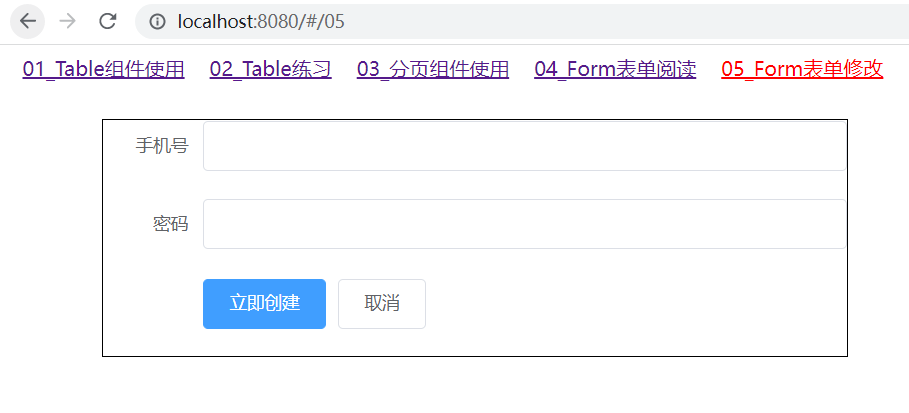 localhost:8080/#/05
01_Table组件使用 02_Table练习 03_分页组件使用 04_Form表单阅读 05_Form表单修改
手机号
密码
立即创建 取消